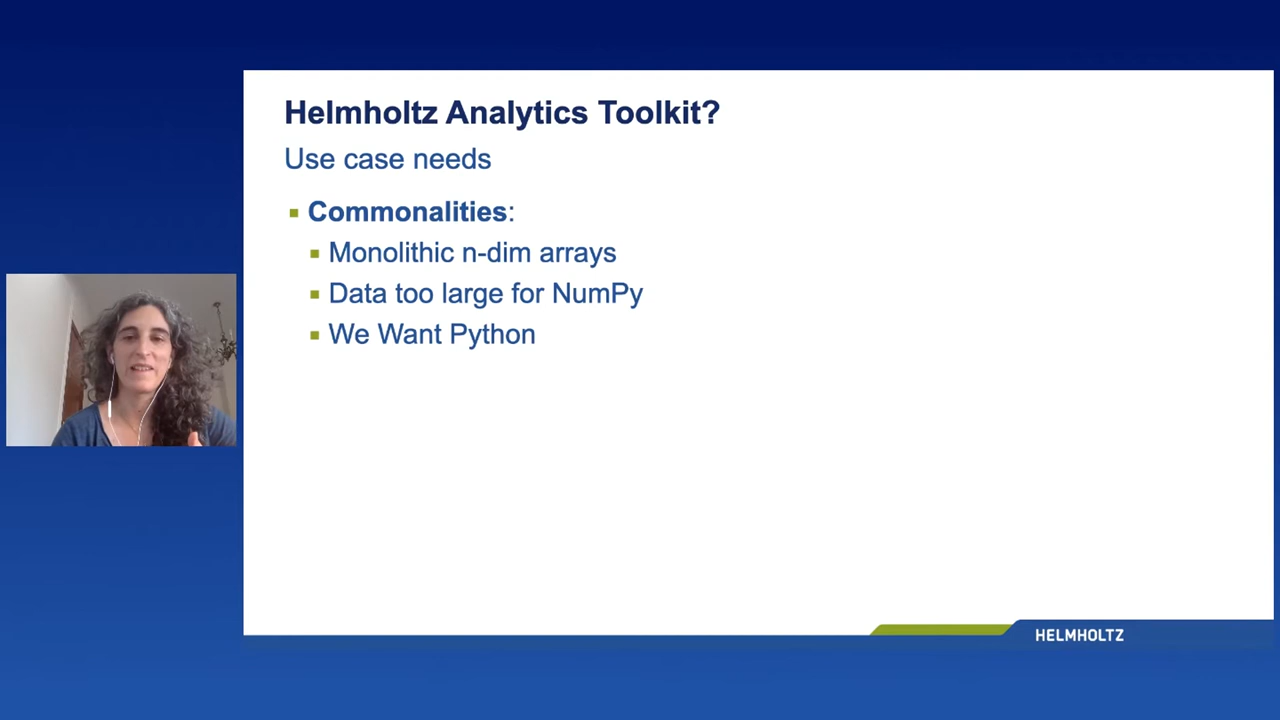 Helmholtz Analytics Toolkit?
Use case needs
Commonalities:
Monolithic n-dim arrays
Data too large for NumPy
We Want Python
HELMHOLTZ